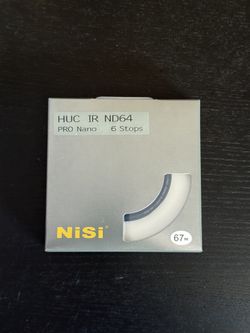 HUC IR ND64
PRO Nano 6 Stops
NiSi
67mm